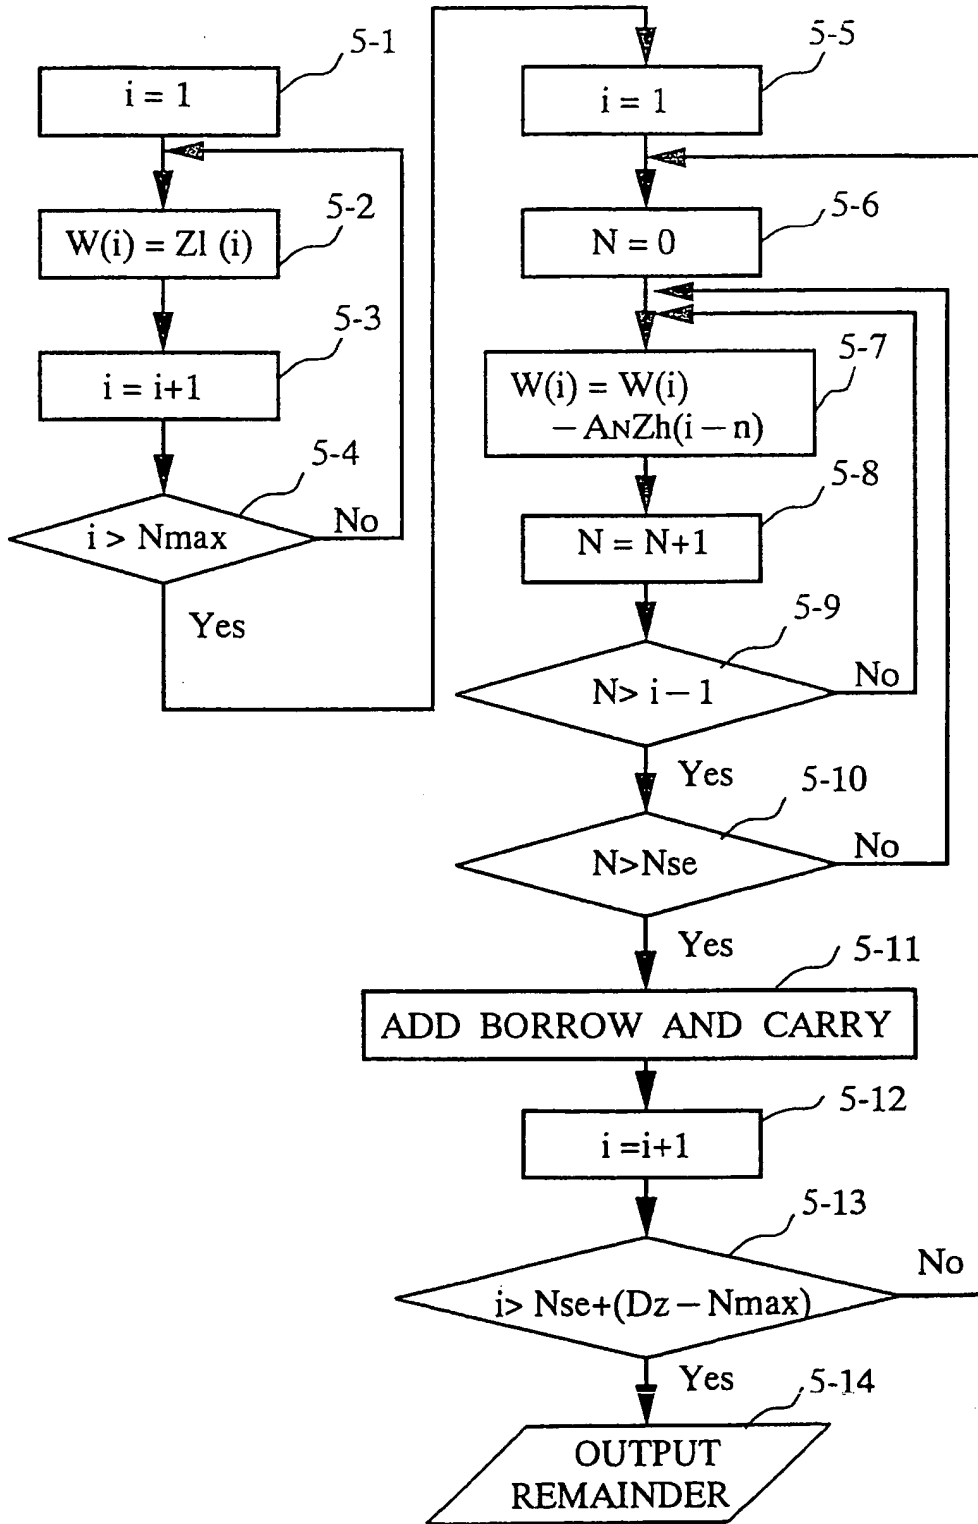 5-1
i = 1
5-2
W(i) = Zl (i)
5-3
i = i+1
5-4
i > Nmax
No
Yes
5-5
i = 1
5-6
N = 0
5-7
W(i) = W(i)
− ANZh(i − n)
5-8
N = N+1
5-9
N> i − 1
No
Yes
5-10
N>Nse
No
Yes
5-11
ADD BORROW AND CARRY
5-12
i =i+1
5-13
i> Nse+(Dz − Nmax)
No
Yes
5-14
OUTPUT
REMAINDER